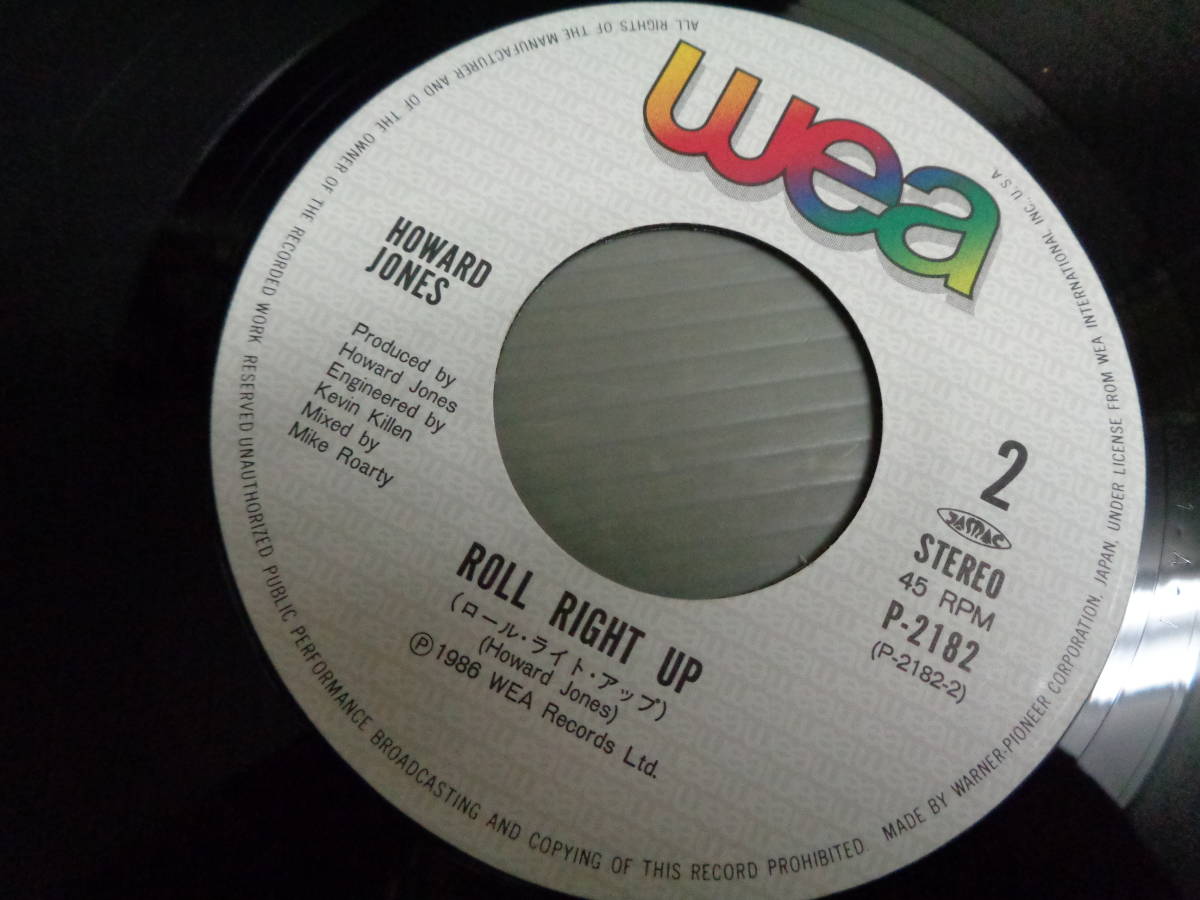 wea
HOWARD
JONES
Produced by
Howard Jones
Engineered by
Kevin Killen
Mixed by
Mike Roarty
2
JASRAC
STEREO
45 RPM
P-2182
(P-2182-2)
ROLL RIGHT UP
(ロール・ライト・アップ)
(Howard Jones)
Ⓟ1986 WEA Records Ltd.
ALL RIGHTS OF THE MANUFACTURER AND OF THE OWNER OF THE RECORDED WORK RESERVED UNAUTHORIZED PUBLIC PERFORMANCE BROADCASTING AND COPYING OF THIS RECORD PROHIBITED. MADE BY WARNER-PIONEER CORPORATION, JAPAN, UNDER LICENSE FROM WEA INTERNATIONAL INC., U.S.A.